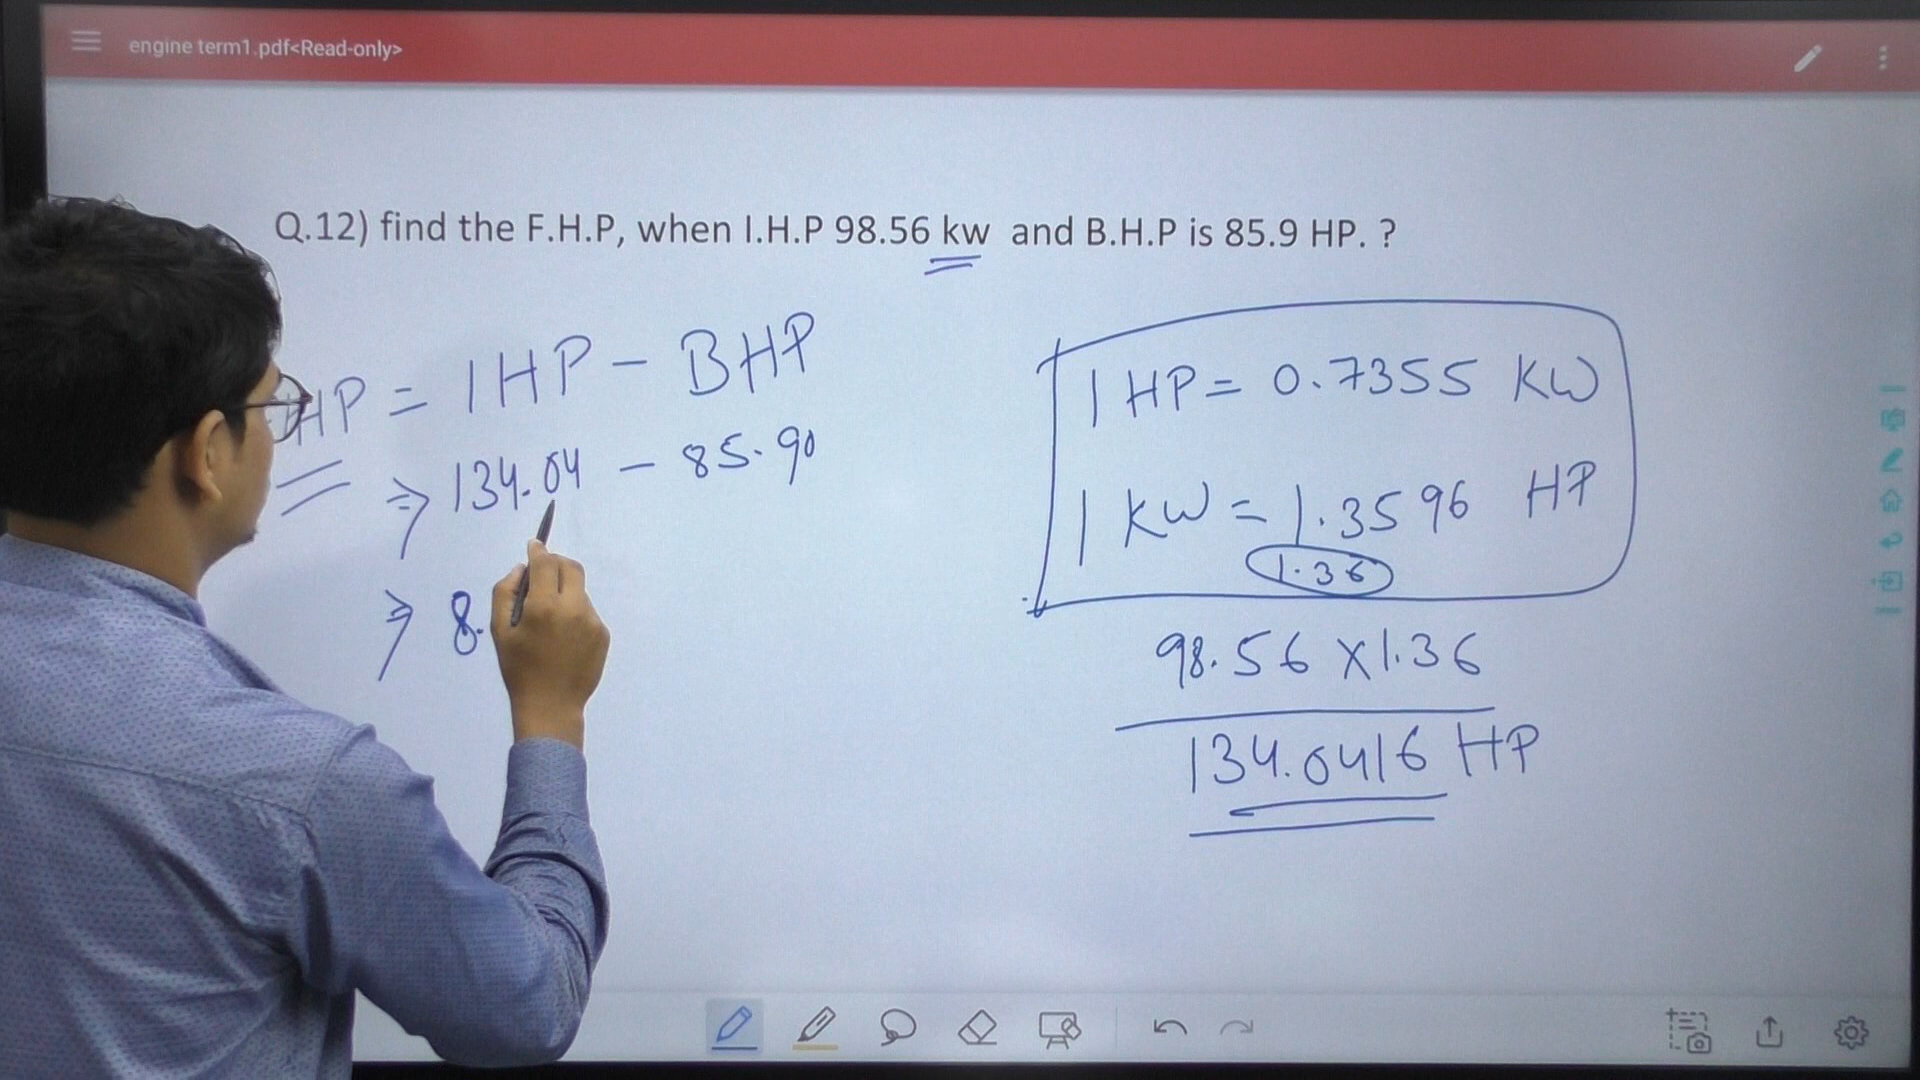 engine term1.pdf<Read-only>
Q.12) find the F.H.P, when I.H.P 98.56 kw and B.H.P is 85.9 HP. ?
HP = IHP - BHP
⇒ 134.04 - 85.90
⇒ 8.
1 HP = 0.7355 KW
1 KW = 1.3596 HP
1.36
98.56 X 1.36
134.0416 HP